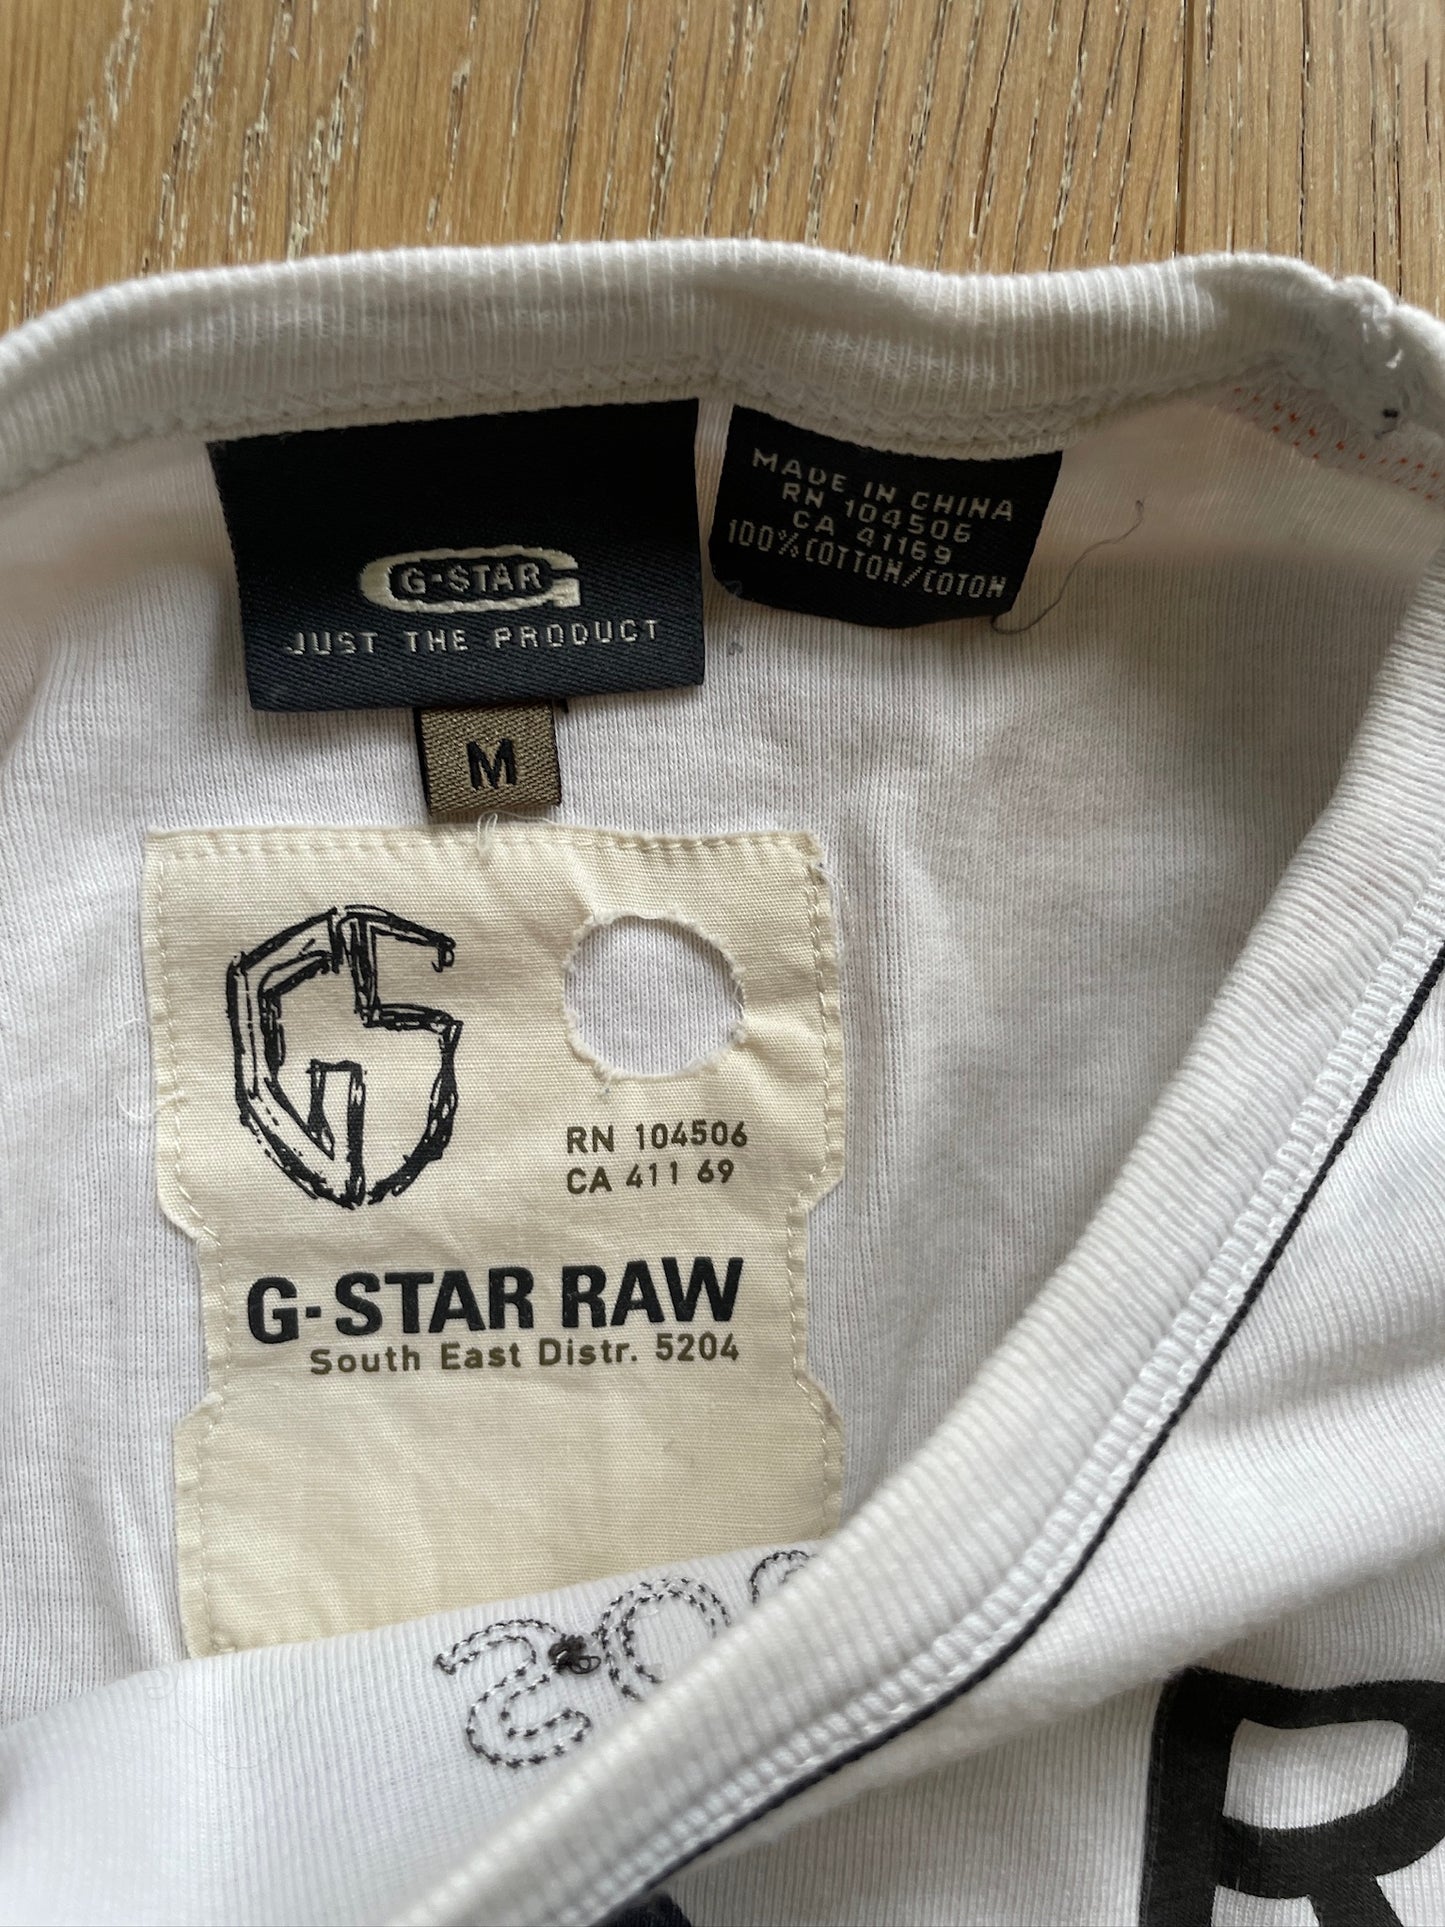 G-STAR
JUST THE PRODUCT
M
MADE IN CHINA
RN 104506
CA 41169
100%COTTON/COTON
RN 104506
CA 411 69
G-STAR RAW
South East Distr. 5204
R